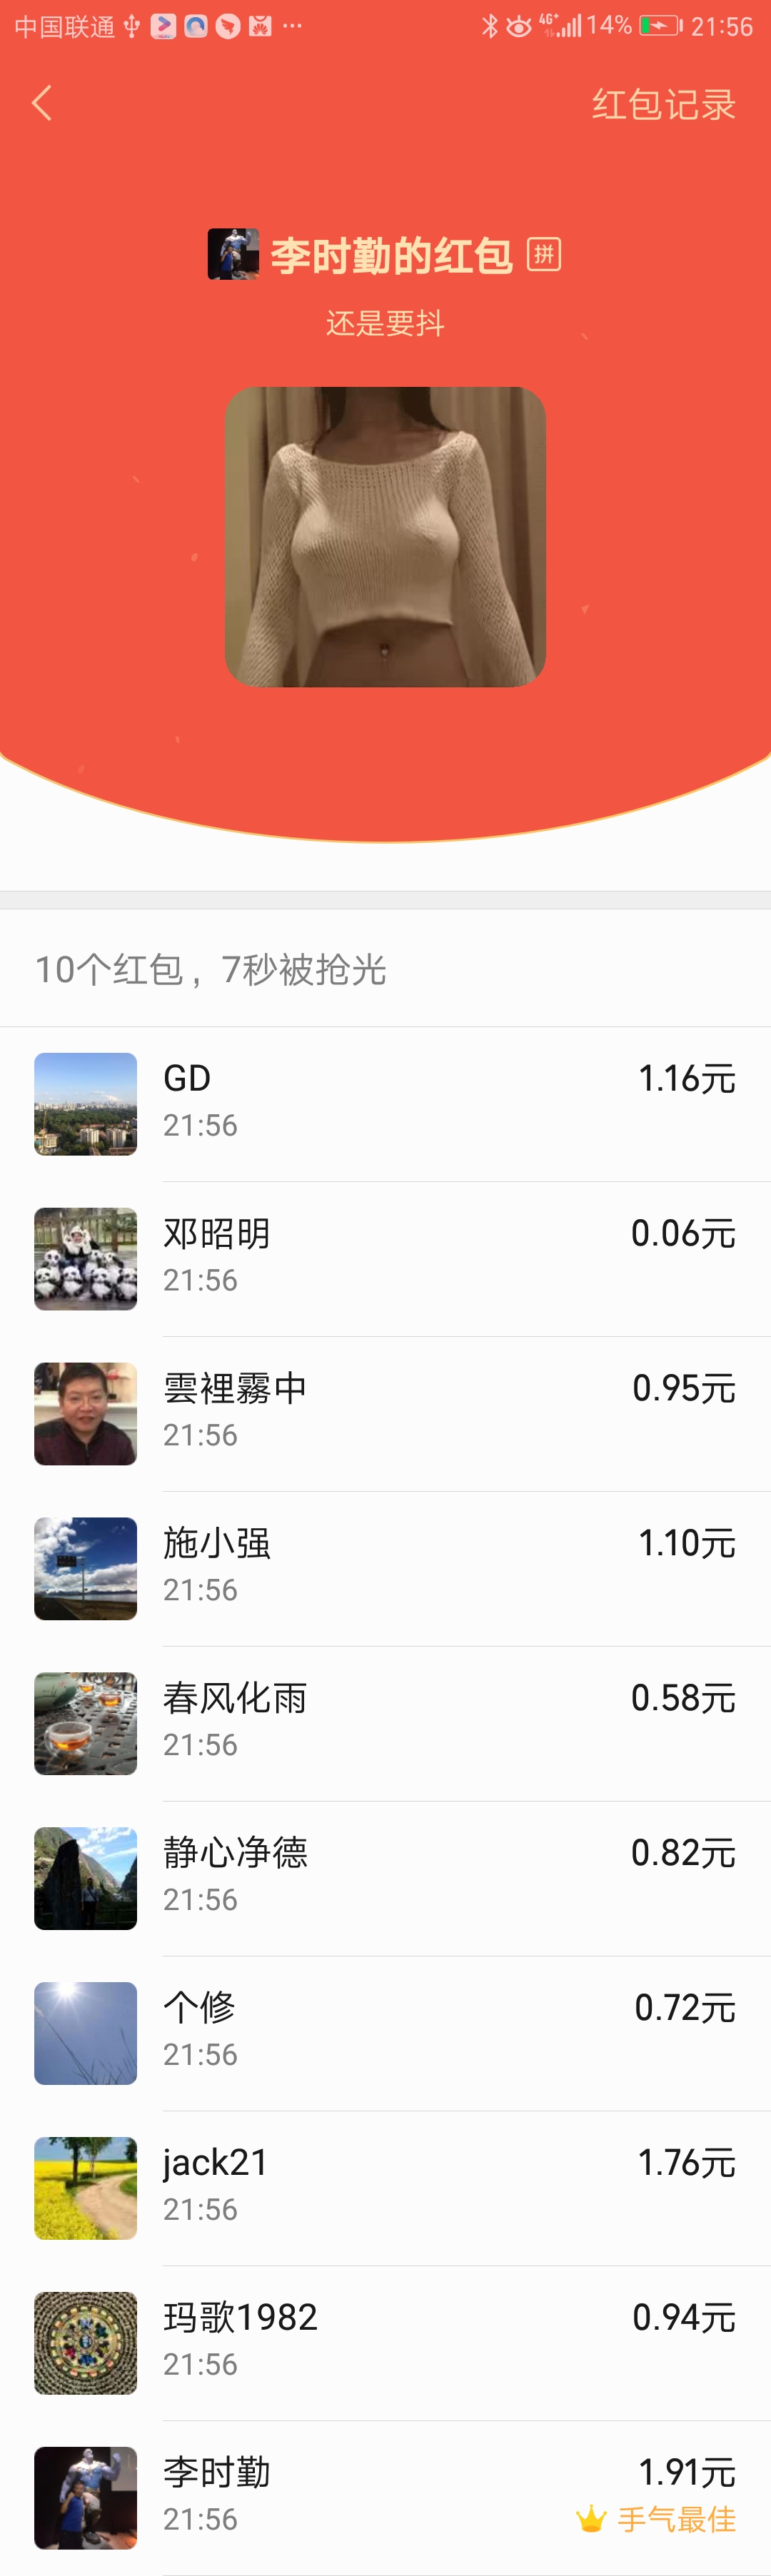 中国联通 4G+ 14% 21:56
红包记录
李时勤的红包 拼
还是要抖
10个红包，7秒被抢光
GD 1.16元
21:56
邓昭明 0.06元
21:56
雲裡霧中 0.95元
21:56
施小强 1.10元
21:56
春风化雨 0.58元
21:56
静心净德 0.82元
21:56
个修 0.72元
21:56
jack21 1.76元
21:56
玛歌1982 0.94元
21:56
李时勤 1.91元
21:56 手气最佳